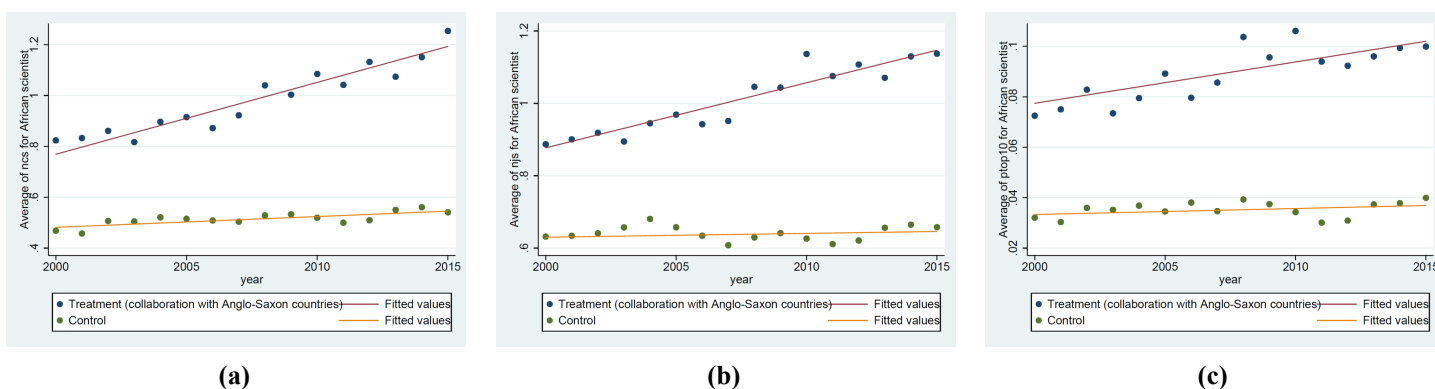 Average of ncs for African scientist
.4 .6 .8 1 1.2
2000 2005 2010 2015
year
Treatment (collaboration with Anglo-Saxon countries) Fitted values
Control Fitted values
(a)
Average of njs for African scientist
.6 .8 1 1.2
2000 2005 2010 2015
year
Treatment (collaboration with Anglo-Saxon countries) Fitted values
Control Fitted values
(b)
Average of ptop10 for African scientist
.02 .04 .06 .08 .1
2000 2005 2010 2015
year
Treatment (collaboration with Anglo-Saxon countries) Fitted values
Control Fitted values
(c)